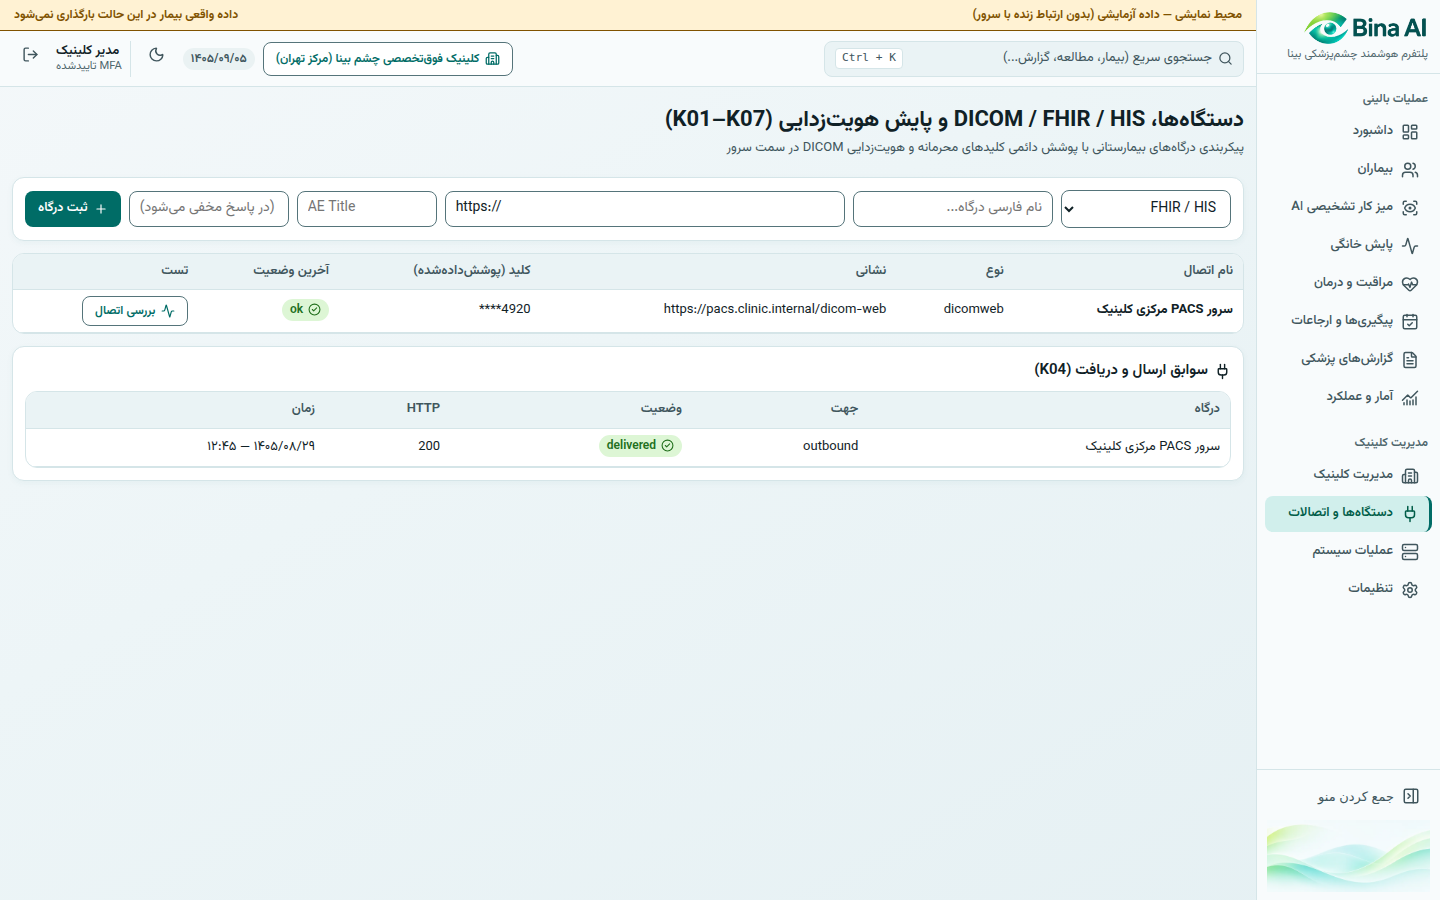 محیط نمایشی — داده آزمایشی (بدون ارتباط زنده با سرور)
داده واقعی بیمار در این حالت بارگذاری نمی‌شود
Bina AI
پلتفرم هوشمند چشم‌پزشکی بینا
جستجوی سریع (بیمار، مطالعه، گزارش...)
Ctrl + K
کلینیک فوق‌تخصصی چشم بینا (مرکز تهران)
۱۴۰۵/۰۹/۰۵
مدیر کلینیک
MFA تاییدشده
عملیات بالینی
داشبورد
بیماران
میز کار تشخیصی AI
پایش خانگی
مراقبت و درمان
پیگیری‌ها و ارجاعات
گزارش‌های پزشکی
آمار و عملکرد
مدیریت کلینیک
مدیریت کلینیک
دستگاه‌ها و اتصالات
عملیات سیستم
تنظیمات
جمع کردن منو
دستگاه‌ها، DICOM / FHIR / HIS و پایش هویت‌زدایی (K01–K07)
پیکربندی درگاه‌های بیمارستانی با پوشش دائمی کلیدهای محرمانه و هویت‌زدایی DICOM در سمت سرور
FHIR / HIS
نام فارسی درگاه...
https://
AE Title
(در پاسخ مخفی می‌شود)
ثبت درگاه
نام اتصال نوع نشانی کلید (پوشش‌داده‌شده) آخرین وضعیت تست
سرور PACS مرکزی کلینیک dicomweb https://pacs.clinic.internal/dicom-web ****4920 ok بررسی اتصال
سوابق ارسال و دریافت (K04)
درگاه جهت وضعیت HTTP زمان
سرور PACS مرکزی کلینیک outbound delivered 200 ۱۴۰۵/۰۸/۲۹ — ۱۲:۴۵